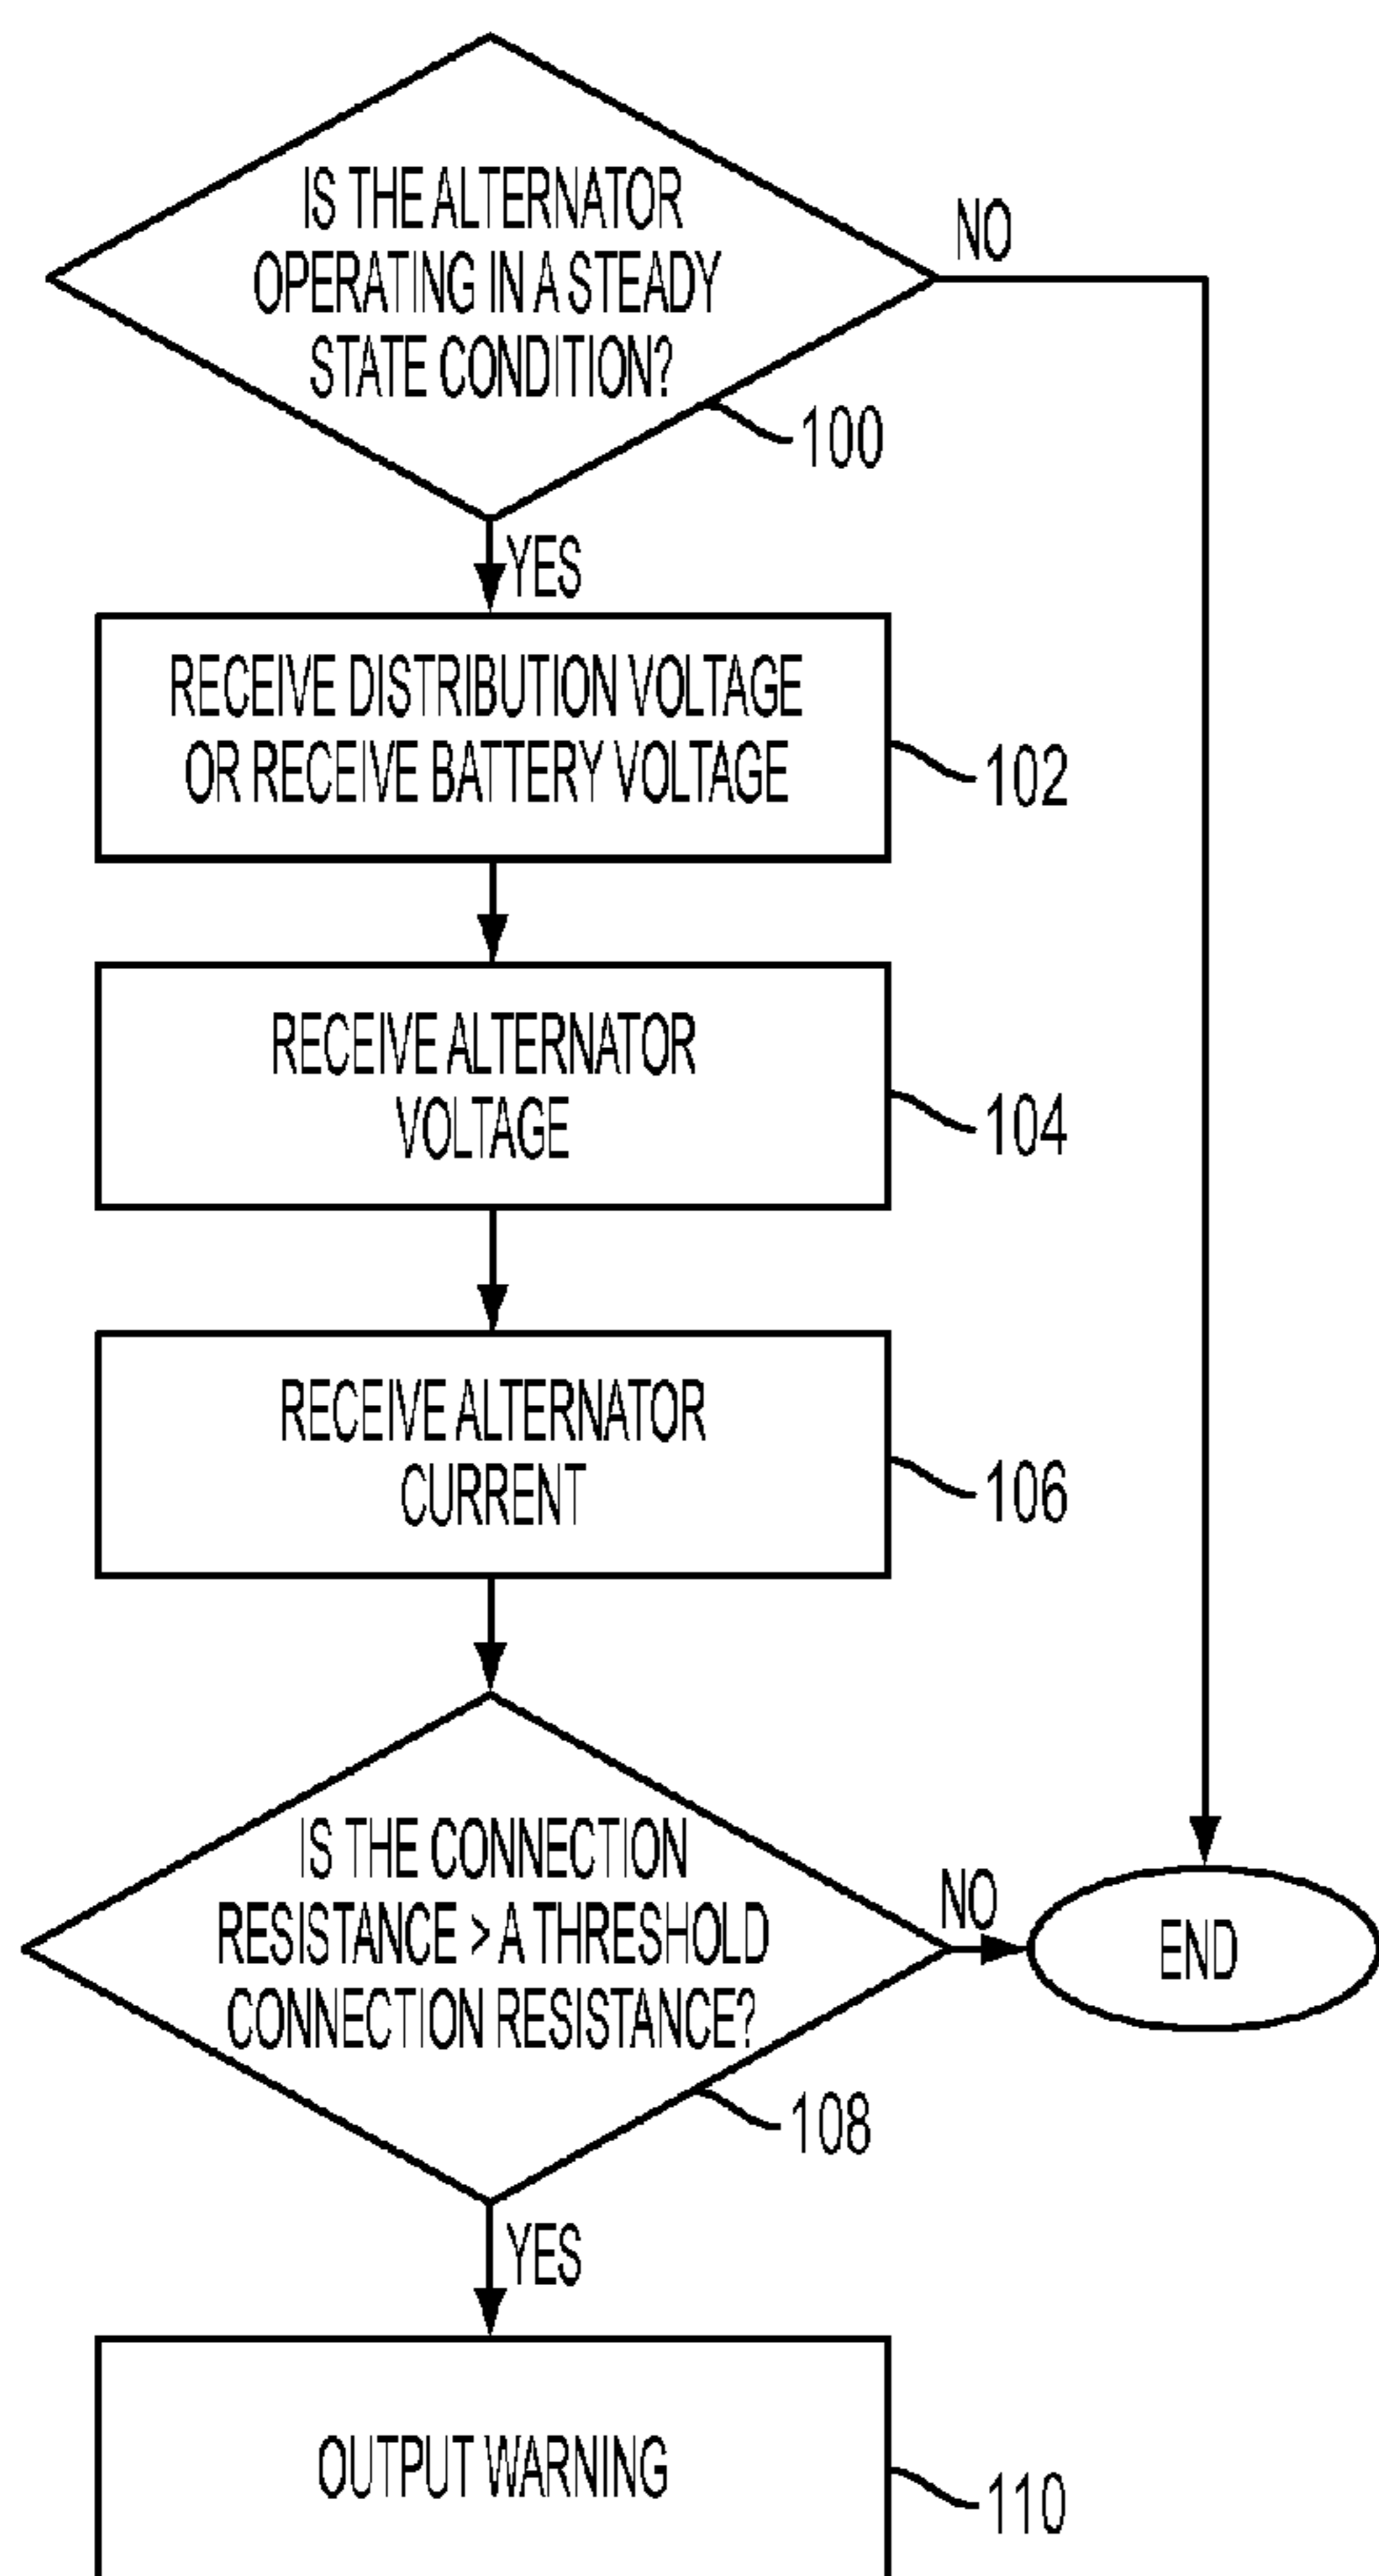 IS THE ALTERNATOR
OPERATING IN A STEADY
STATE CONDITION?
NO
100
YES
RECEIVE DISTRIBUTION VOLTAGE
OR RECEIVE BATTERY VOLTAGE
102
RECEIVE ALTERNATOR
VOLTAGE
104
RECEIVE ALTERNATOR
CURRENT
106
IS THE CONNECTION
RESISTANCE > A THRESHOLD
CONNECTION RESISTANCE?
NO
END
108
YES
OUTPUT WARNING
110